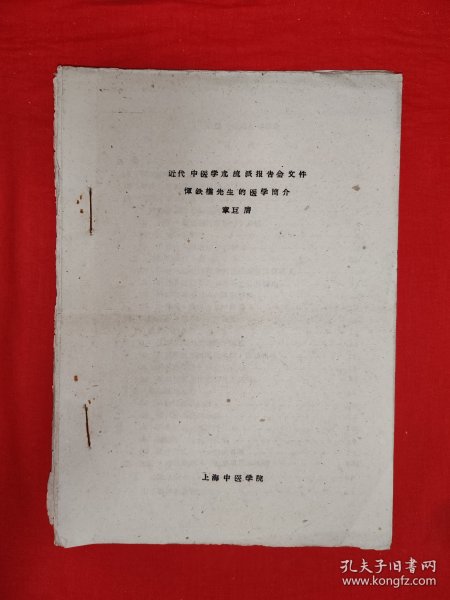 近代中医学术流派报告会文件
恽铁樵先生的医学简介
章巨膺
上海中医学院
孔夫子旧书网
www.kongfz.com